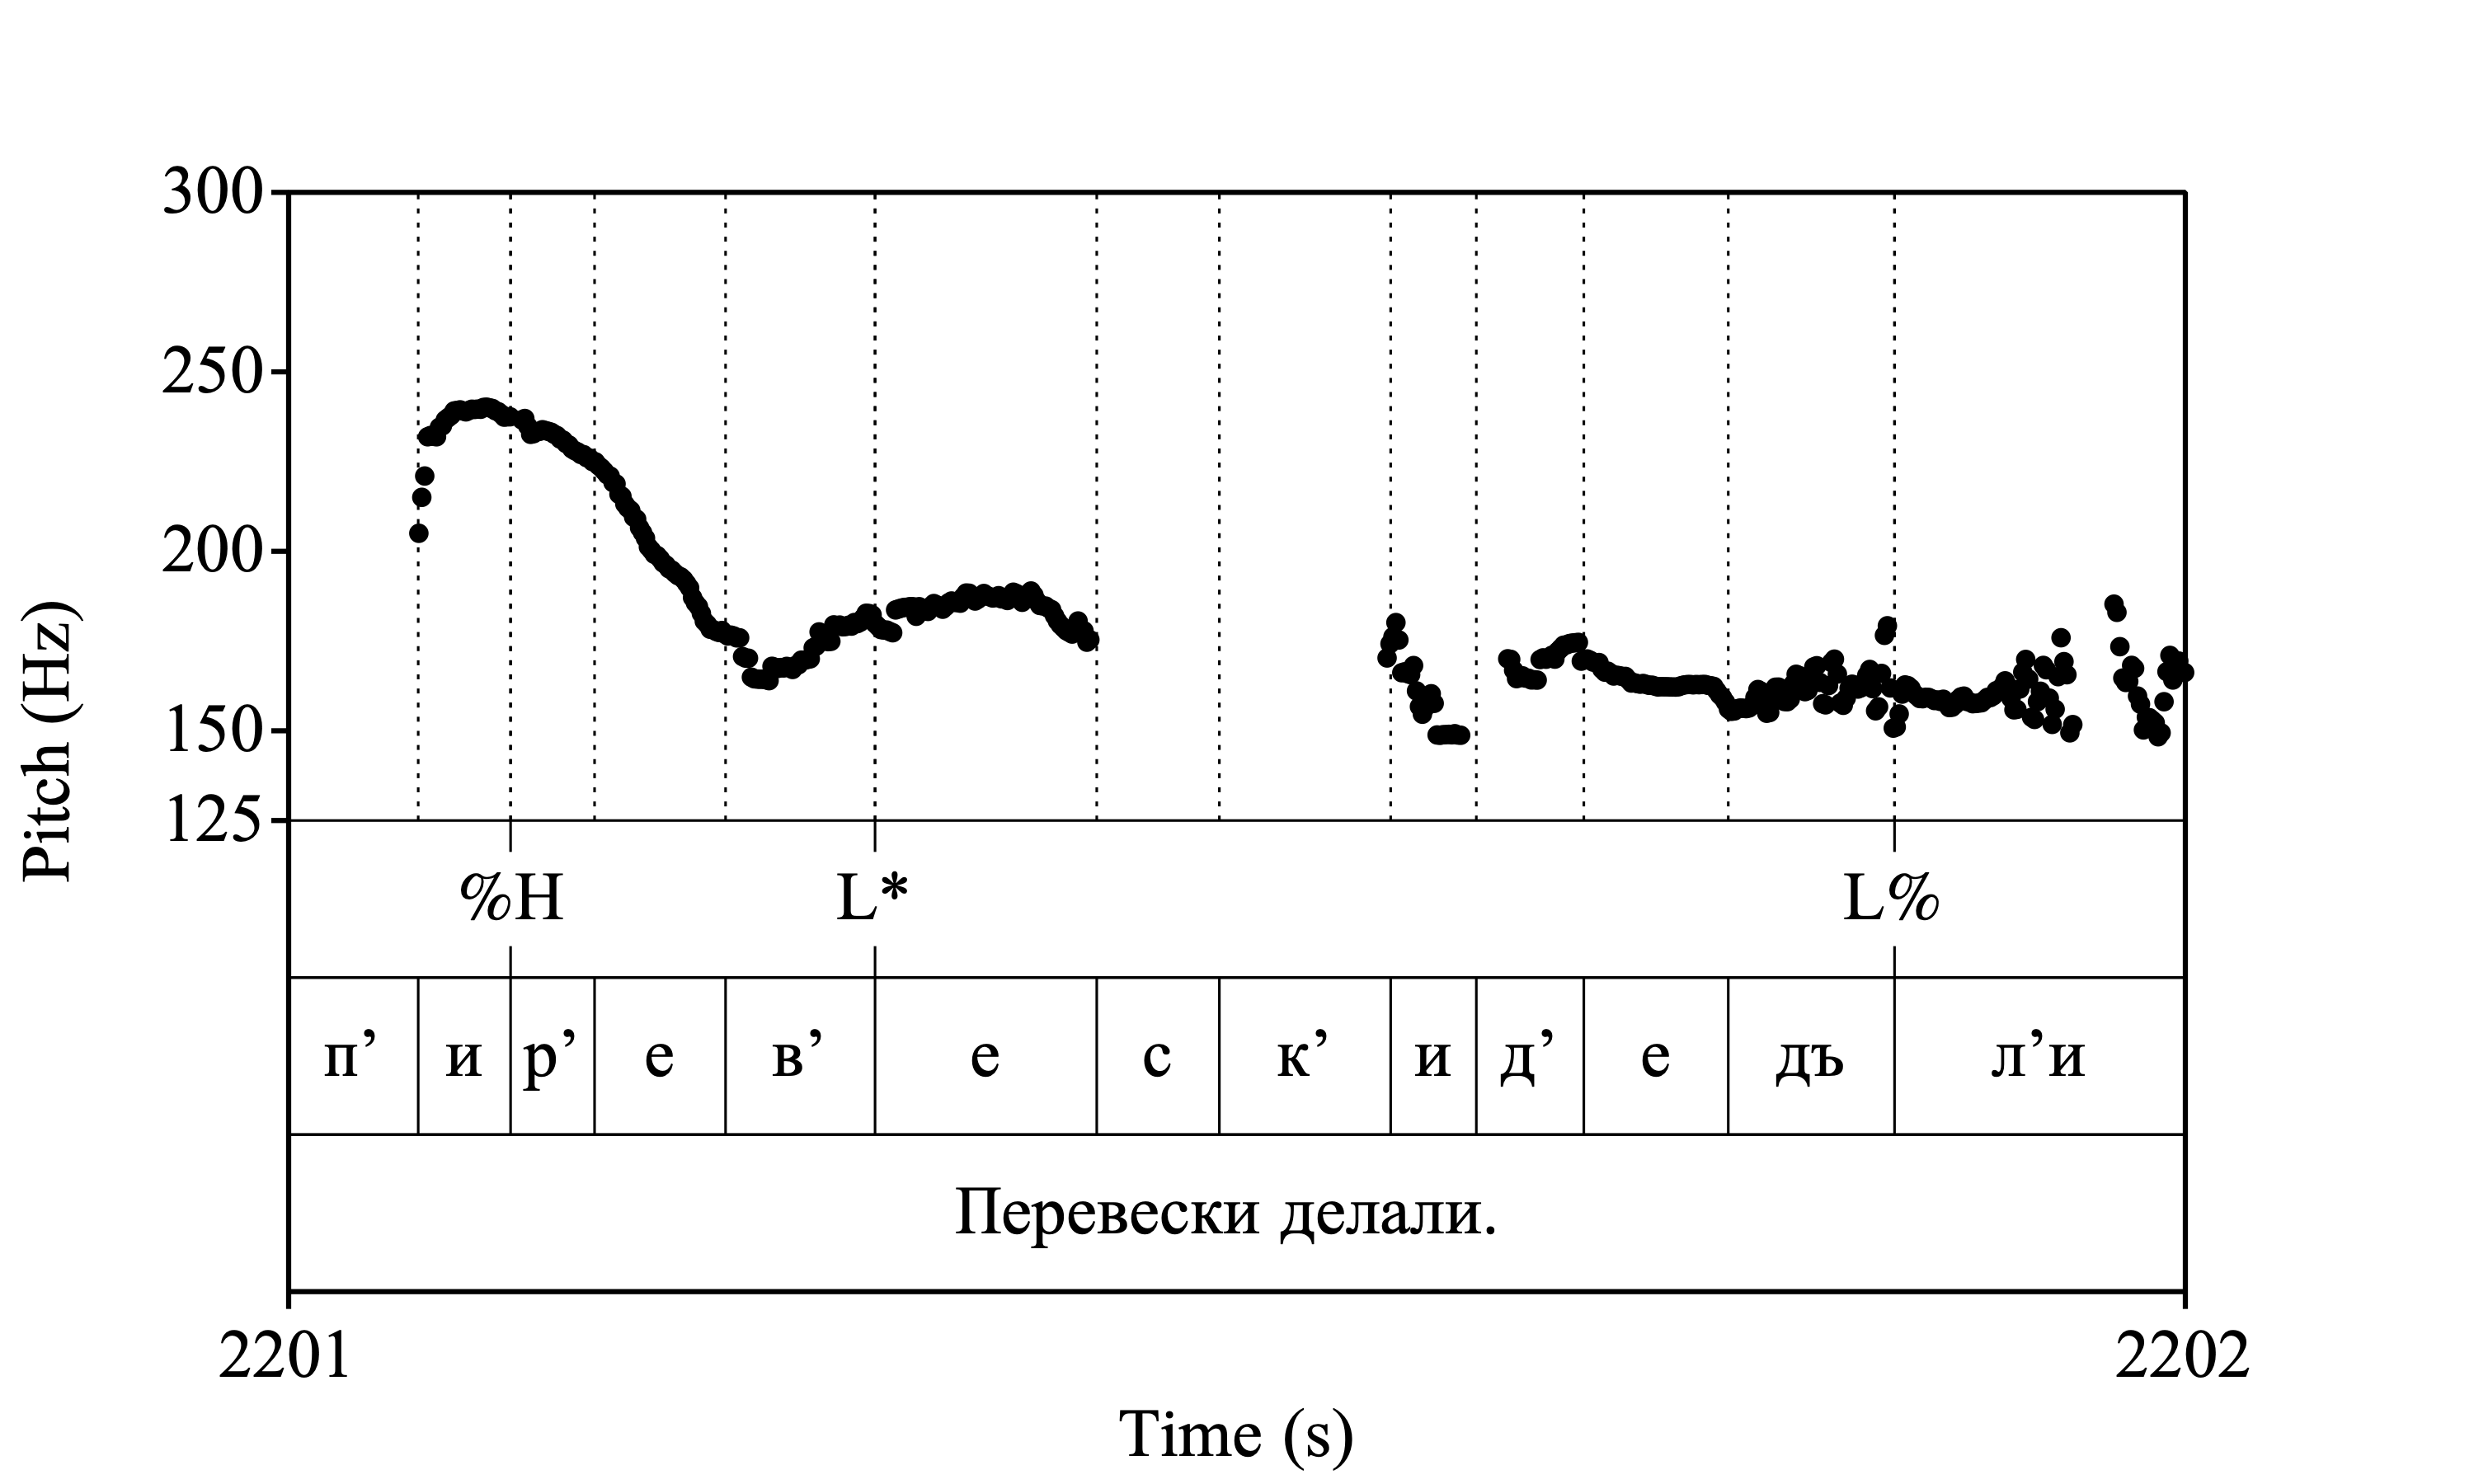 300
250
200
150
125
Pitch (Hz)
%H L* L%
п’ и р’ е в’ е с к’ и д’ е дъ л’и
Перевески делали.
2201 2202
Time (s)